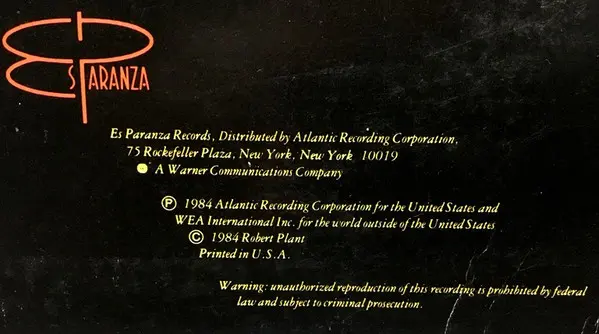 Es Paranza
Es Paranza Records, Distributed by Atlantic Recording Corporation,
75 Rockefeller Plaza, New York, New York 10019
A Warner Communications Company
Ⓟ 1984 Atlantic Recording Corporation for the United States and
WEA International Inc. for the world outside of the United States
© 1984 Robert Plant
Printed in U.S.A.
Warning: unauthorized reproduction of this recording is prohibited by federal
law and subject to criminal prosecution.